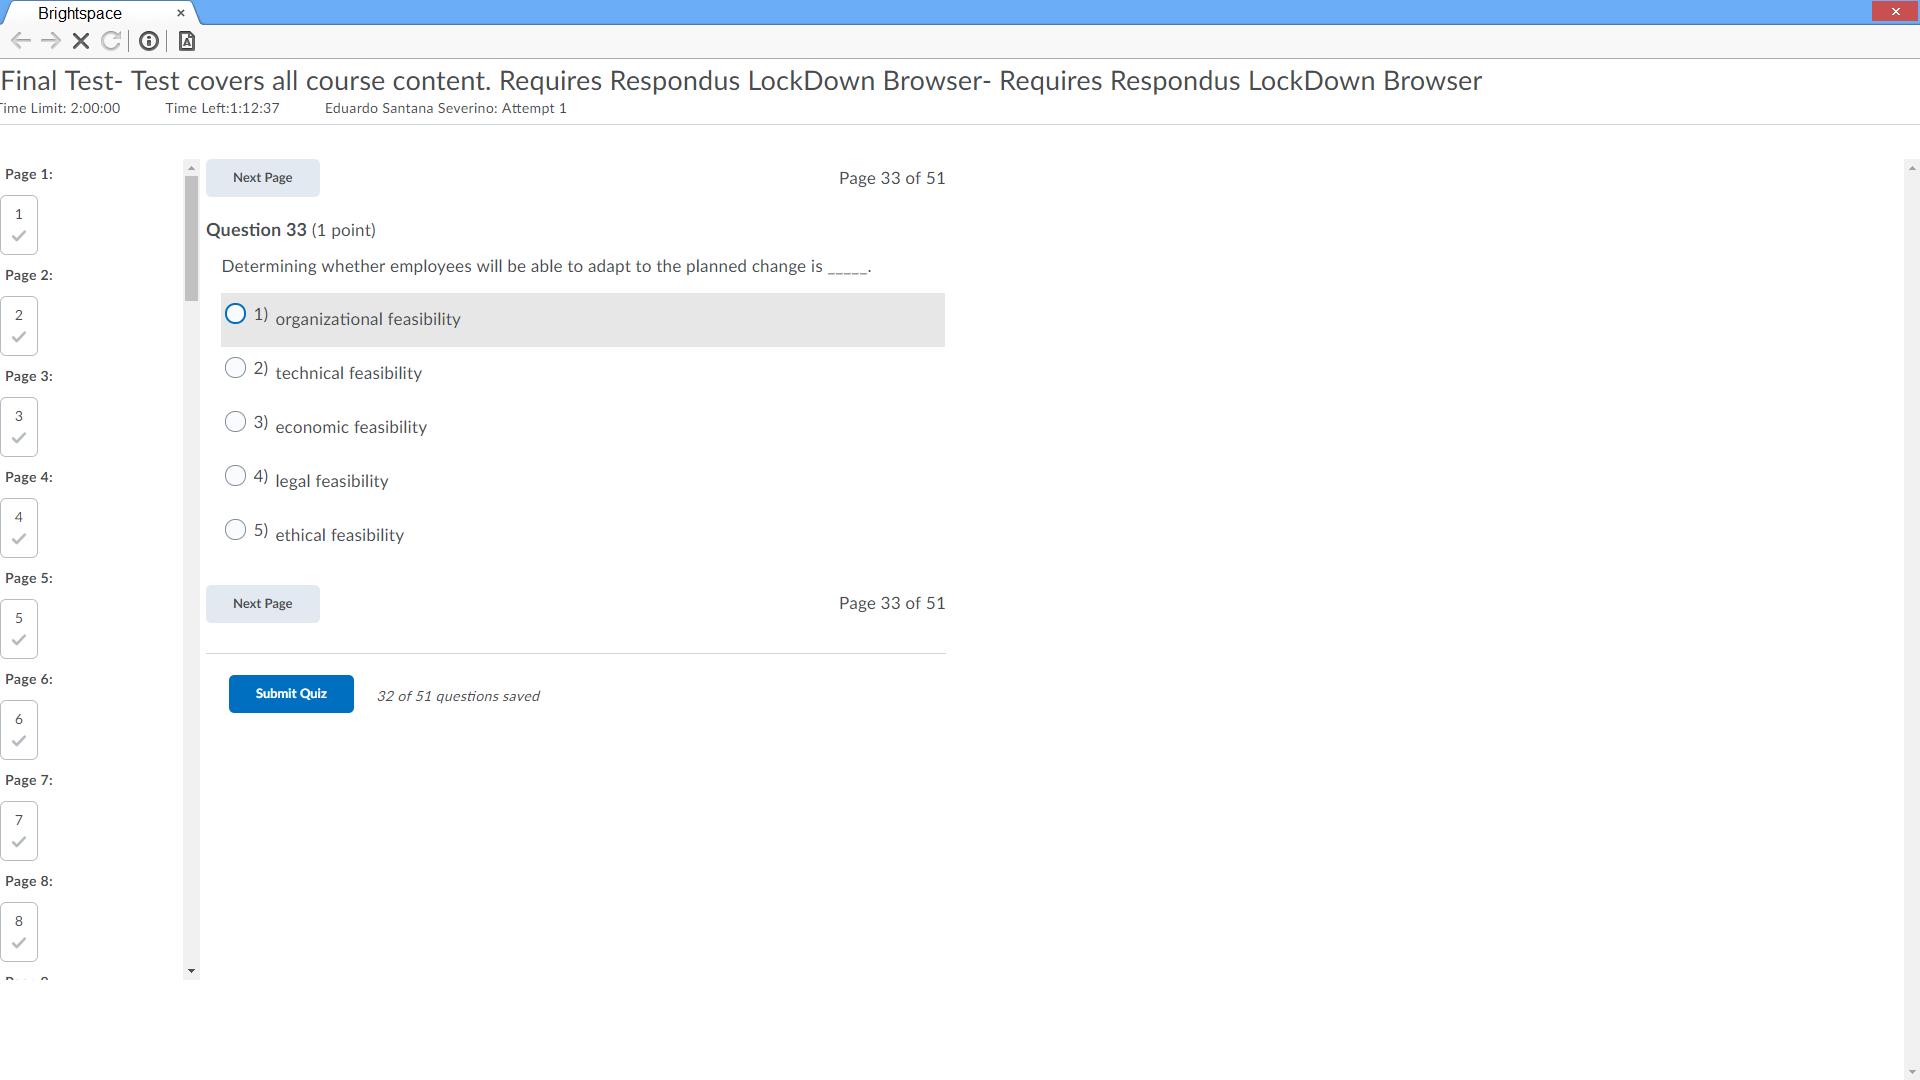 Brightspace
Final Test- Test covers all course content. Requires Respondus LockDown Browser- Requires Respondus LockDown Browser
Time Limit: 2:00:00 Time Left:1:12:37 Eduardo Santana Severino: Attempt 1
Page 1:
1
Page 2:
2
Page 3:
3
Page 4:
4
Page 5:
5
Page 6:
6
Page 7:
7
Page 8:
8
Next Page Page 33 of 51
Question 33 (1 point)
Determining whether employees will be able to adapt to the planned change is _____.
1) organizational feasibility
2) technical feasibility
3) economic feasibility
4) legal feasibility
5) ethical feasibility
Next Page Page 33 of 51
Submit Quiz 32 of 51 questions saved